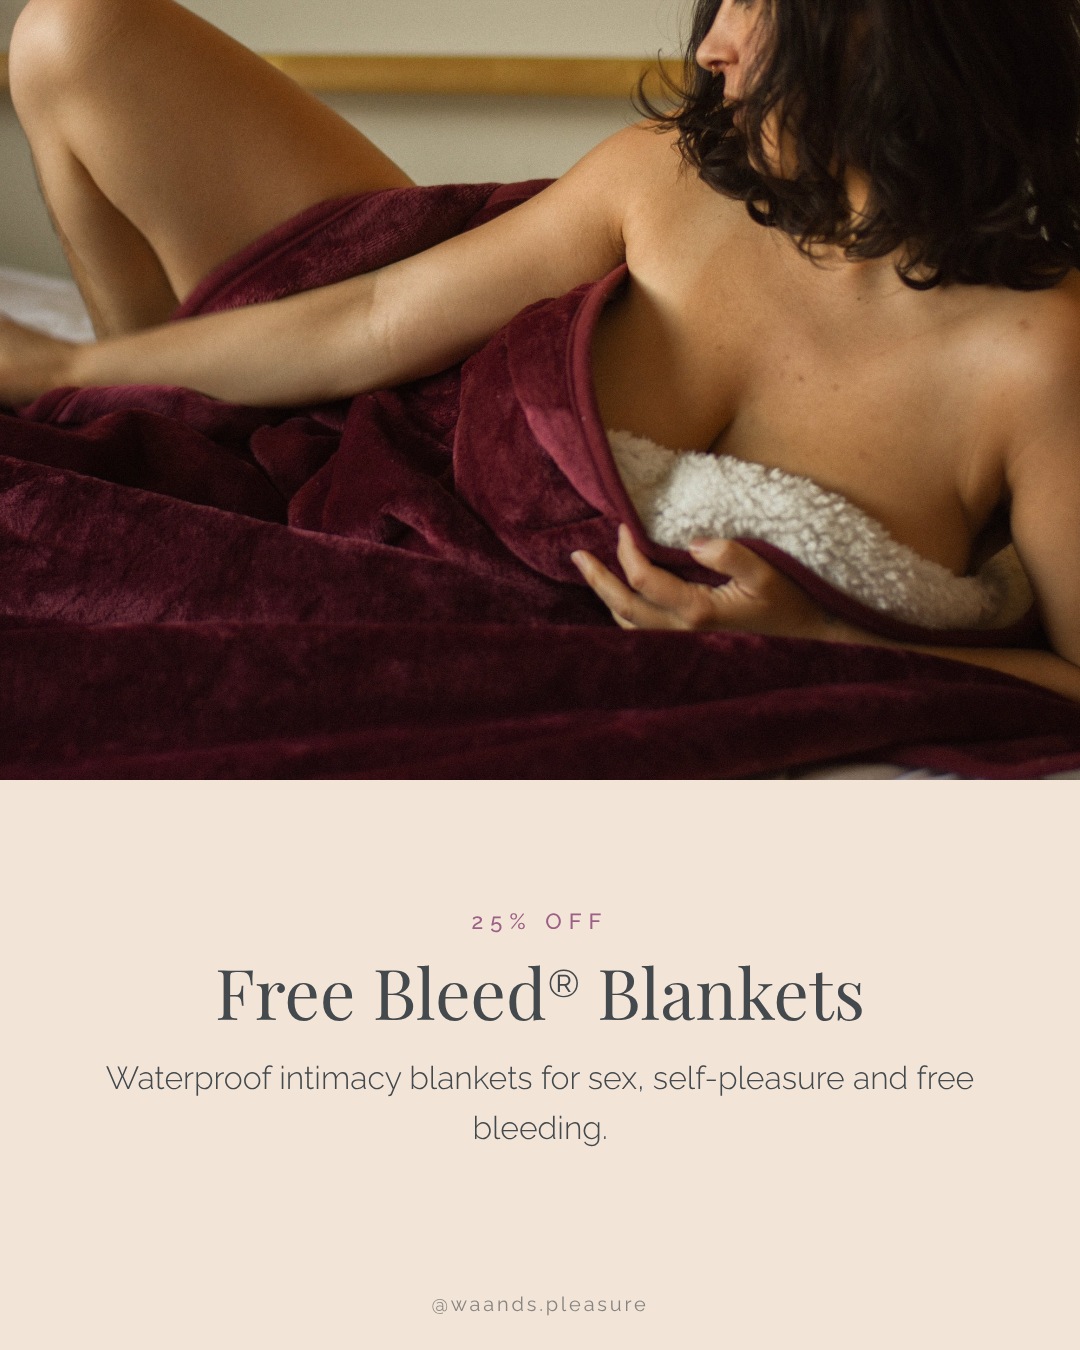 25% OFF
Free Bleed® Blankets
Waterproof intimacy blankets for sex, self-pleasure and free
bleeding.
@waands.pleasure